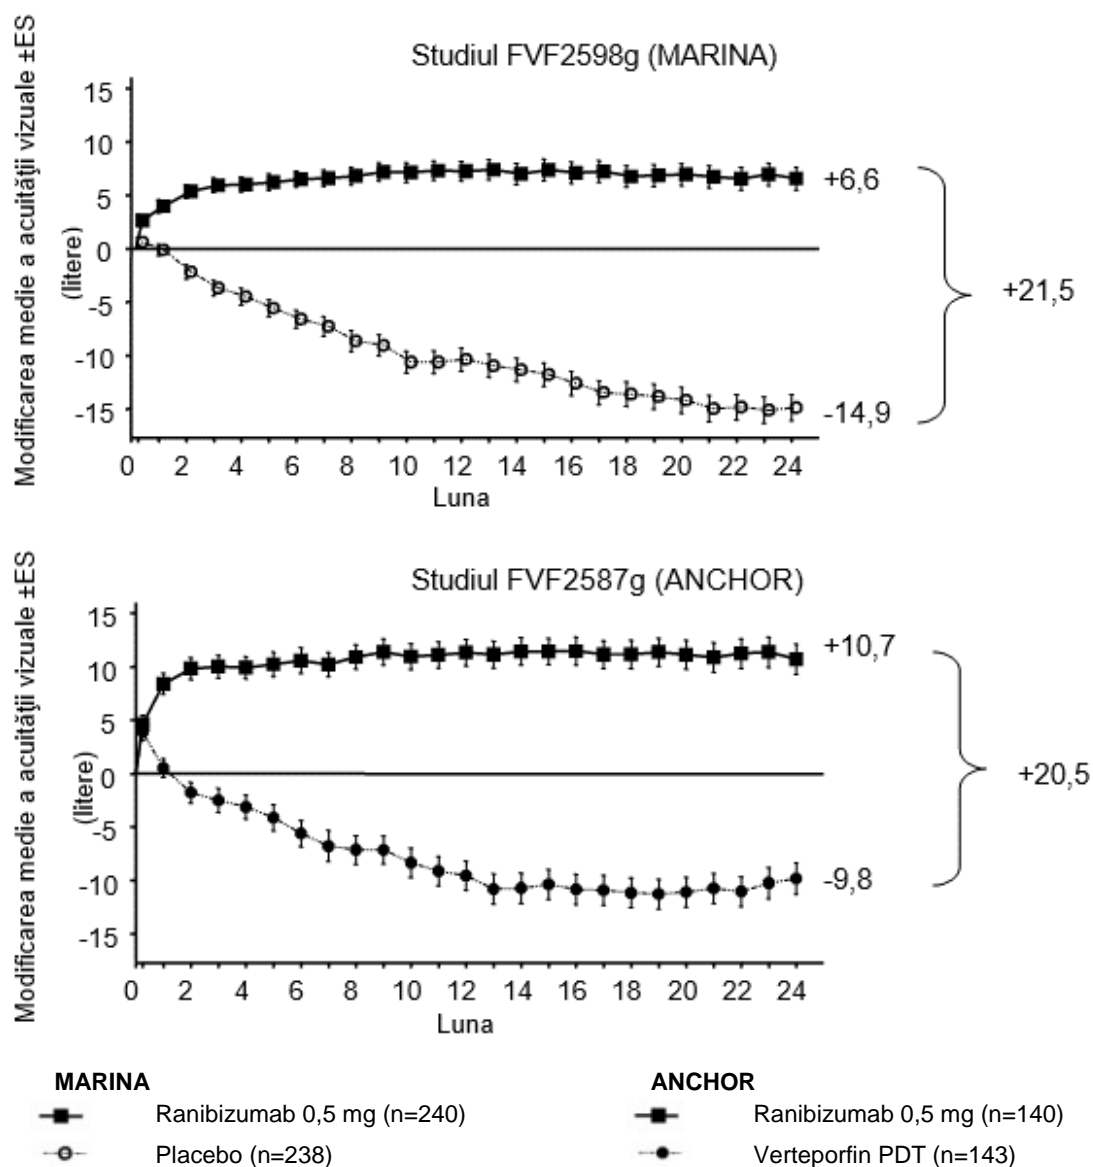 Studiul FVF2598g (MARINA)
Modificarea medie a acuităţii vizuale ±ES
(litere)
15
10
5
0
-5
-10
-15
+6,6
-14,9
+21,5
0 2 4 6 8 10 12 14 16 18 20 22 24
Luna
Studiul FVF2587g (ANCHOR)
Modificarea medie a acuităţii vizuale ±ES
(litere)
15
10
5
0
-5
-10
-15
+10,7
-9,8
+20,5
0 2 4 6 8 10 12 14 16 18 20 22 24
Luna
MARINA
Ranibizumab 0,5 mg (n=240)
Placebo (n=238)
ANCHOR
Ranibizumab 0,5 mg (n=140)
Verteporfin PDT (n=143)